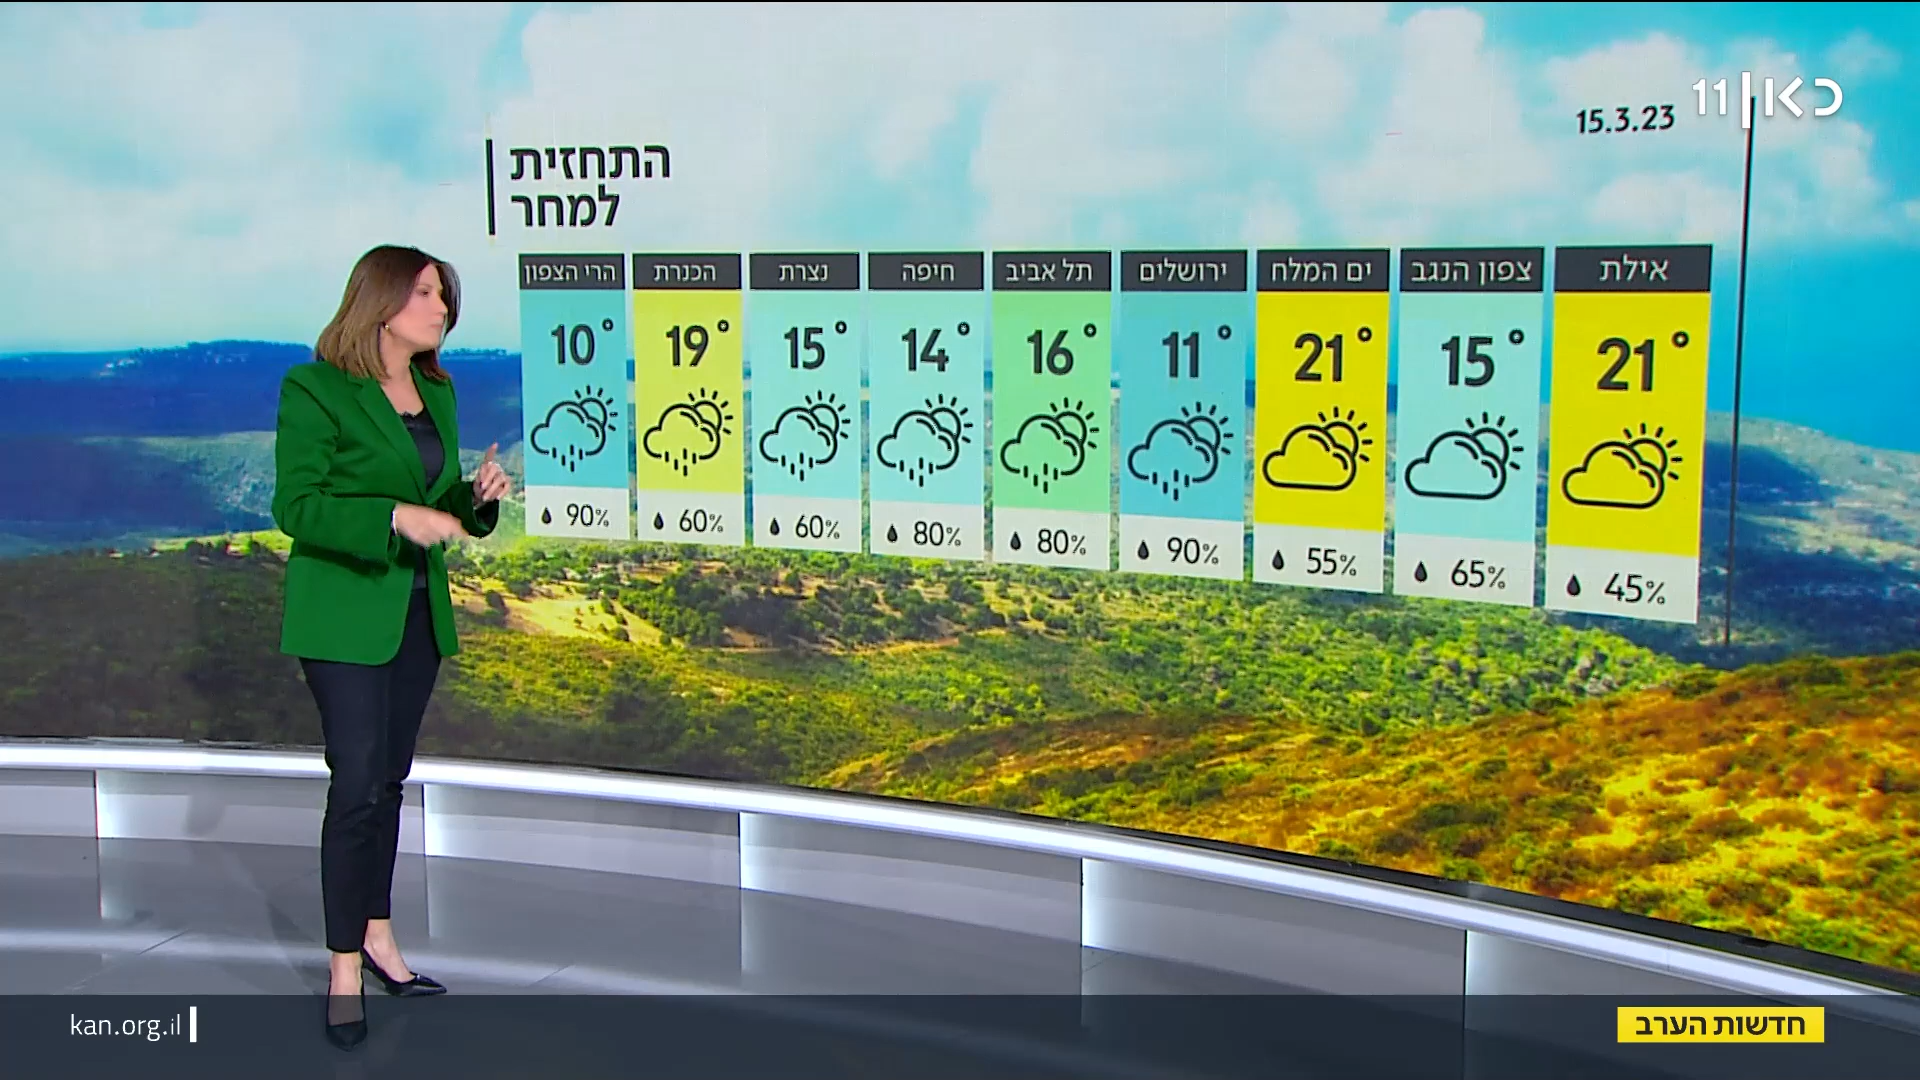 כאן 11
15.3.23
התחזית
למחר
אילת
צפון הנגב
ים המלח
ירושלים
תל אביב
חיפה
נצרת
הכנרת
הרי הצפון
21°
15°
21°
11°
16°
14°
15°
19°
10°
45%
65%
55%
90%
80%
80%
60%
60%
90%
חדשות הערב
kan.org.il